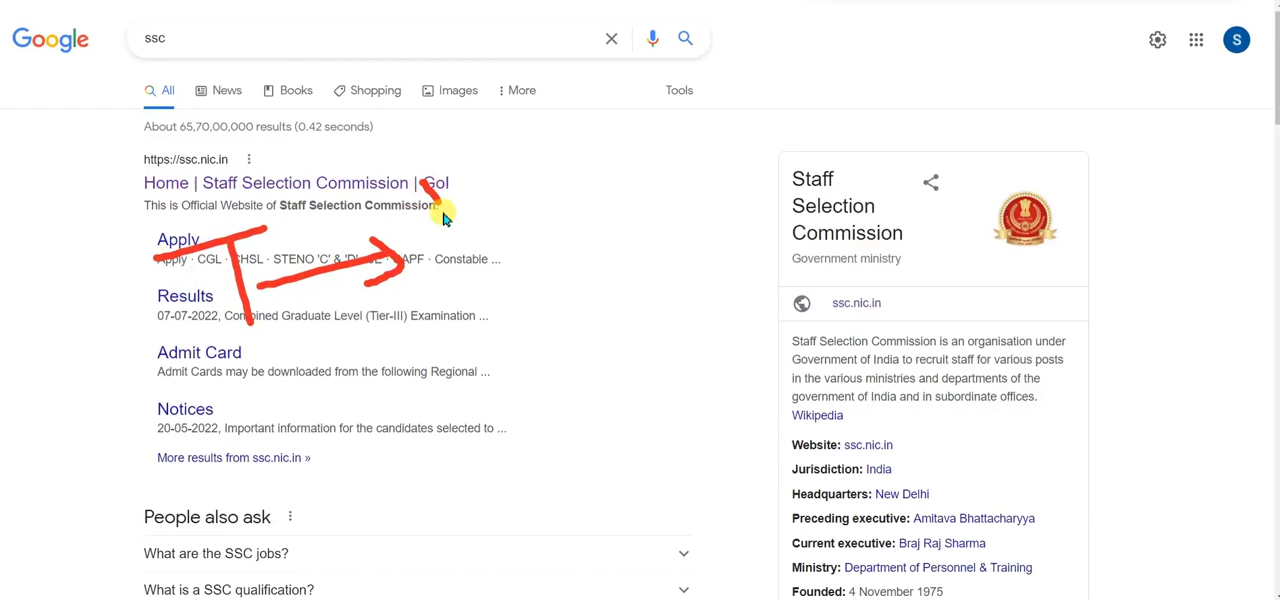 Google
ssc
All
News
Books
Shopping
Images
More
Tools
S
About 65,70,00,000 results (0.42 seconds)
https://ssc.nic.in
Home | Staff Selection Commission | GoI
This is Official Website of Staff Selection Commission.
Apply
Apply · CGL · CHSL · STENO 'C' & 'D' · JE · CAPF · Constable ...
Results
07-07-2022, Combined Graduate Level (Tier-III) Examination ...
Admit Card
Admit Cards may be downloaded from the following Regional ...
Notices
20-05-2022, Important information for the candidates selected to ...
More results from ssc.nic.in »
People also ask
What are the SSC jobs?
What is a SSC qualification?
Staff
Selection
Commission
Government ministry
ssc.nic.in
Staff Selection Commission is an organisation under
Government of India to recruit staff for various posts
in the various ministries and departments of the
government of India and in subordinate offices.
Wikipedia
Website: ssc.nic.in
Jurisdiction: India
Headquarters: New Delhi
Preceding executive: Amitava Bhattacharyya
Current executive: Braj Raj Sharma
Ministry: Department of Personnel & Training
Founded: 4 November 1975